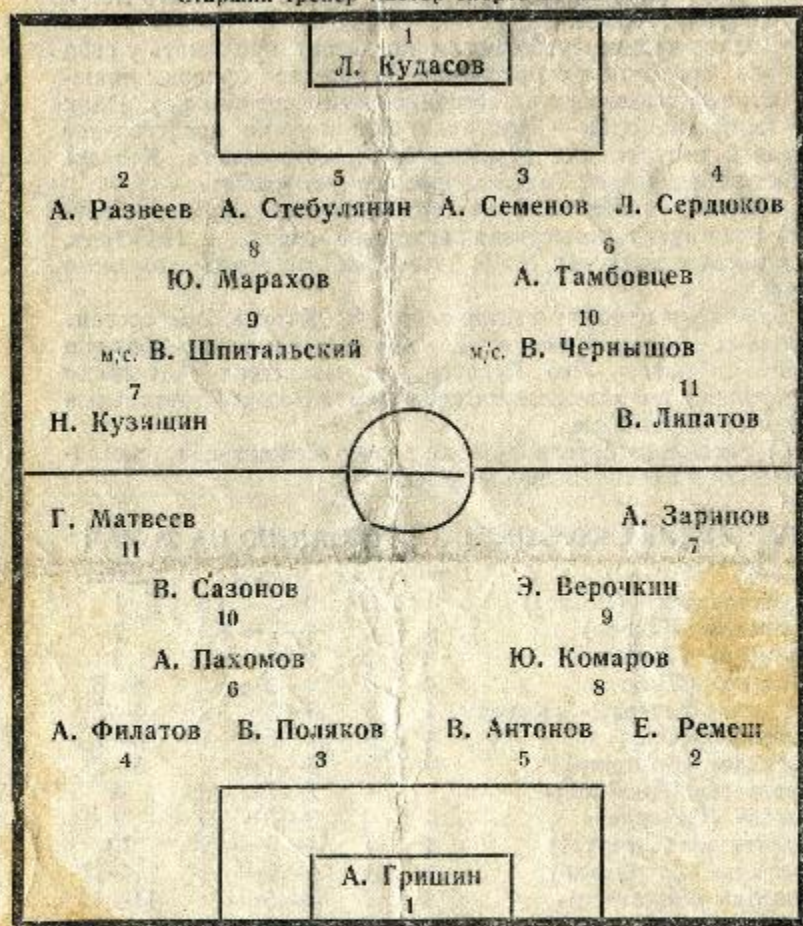 Старший тренер
1
Л. Кудасов
2 5 3 4
А. Развеев А. Стебулянин А. Семенов Л. Сердюков
8 6
Ю. Марахов А. Тамбовцев
9 10
м/с. В. Шпитальский м/с. В. Чернышов
7 11
Н. Кузищин В. Липатов
Г. Матвеев А. Зарипов
11 7
В. Сазонов Э. Верочкин
10 9
А. Пахомов Ю. Комаров
6 8
А. Филатов В. Поляков В. Антонов Е. Ремеш
4 3 5 2
А. Гришин
1